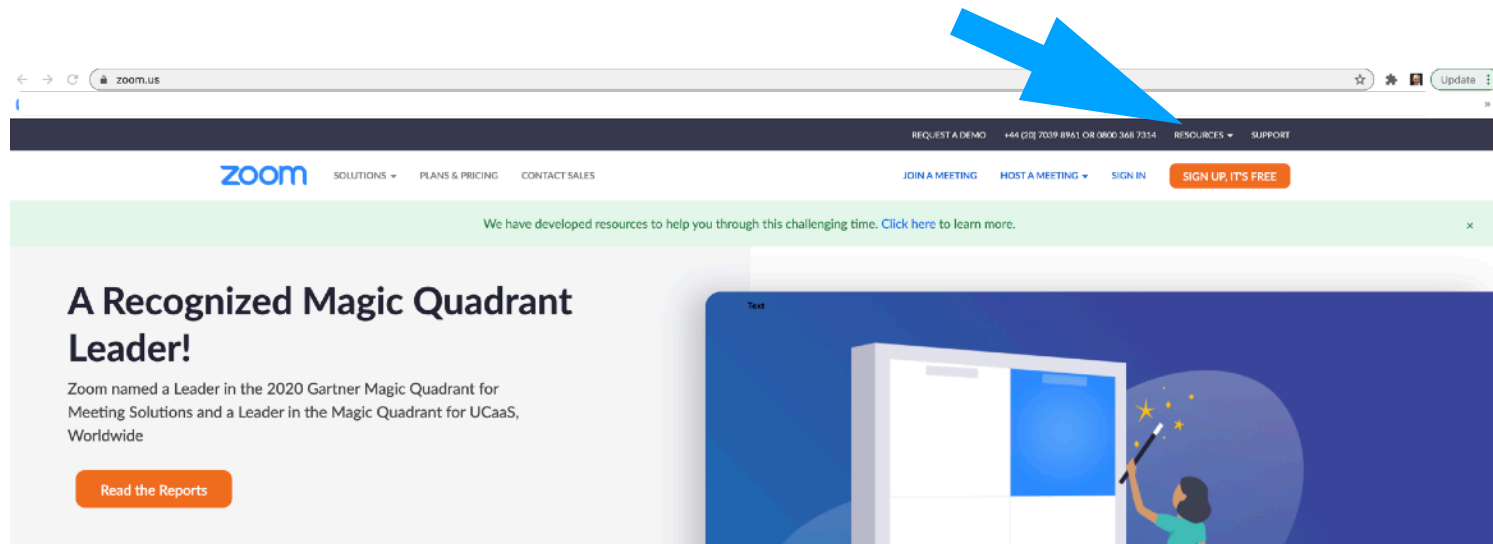 zoom.us
Update
»
REQUEST A DEMO +44 (20) 7039 8961 OR 0800 368 7314 RESOURCES SUPPORT
zoom SOLUTIONS PLANS & PRICING CONTACT SALES JOIN A MEETING HOST A MEETING SIGN IN SIGN UP, IT'S FREE
We have developed resources to help you through this challenging time. Click here to learn more. ×
A Recognized Magic Quadrant
Leader!
Text
Zoom named a Leader in the 2020 Gartner Magic Quadrant for
Meeting Solutions and a Leader in the Magic Quadrant for UCaaS,
Worldwide
Read the Reports